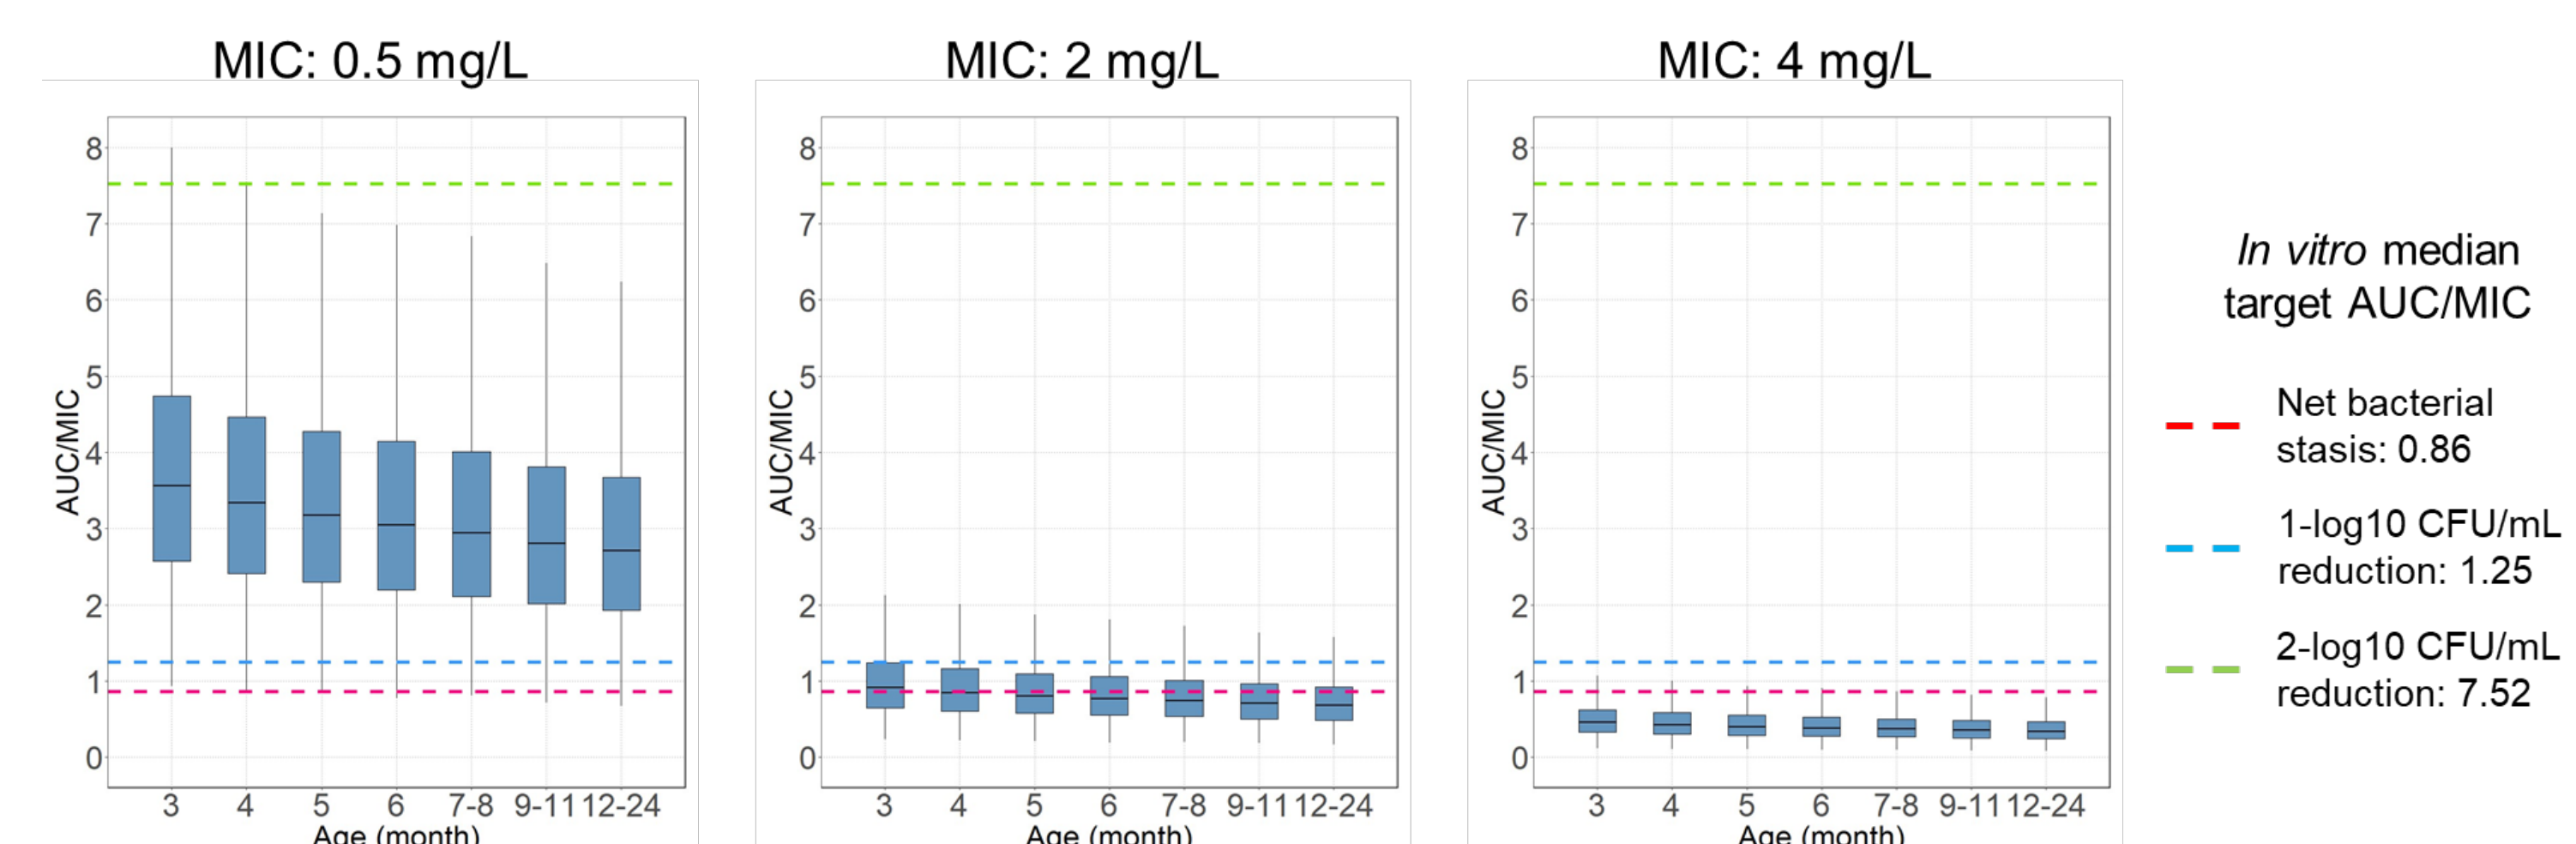 MIC: 0.5 mg/L
AUC/MIC
8
7
6
5
4
3
2
1
0
3 4 5 6 7-8 9-11 12-24
Age (month)
MIC: 2 mg/L
AUC/MIC
8
7
6
5
4
3
2
1
0
3 4 5 6 7-8 9-11 12-24
Age (month)
MIC: 4 mg/L
AUC/MIC
8
7
6
5
4
3
2
1
0
3 4 5 6 7-8 9-11 12-24
Age (month)
In vitro median
target AUC/MIC
Net bacterial
stasis: 0.86
1-log10 CFU/mL
reduction: 1.25
2-log10 CFU/mL
reduction: 7.52